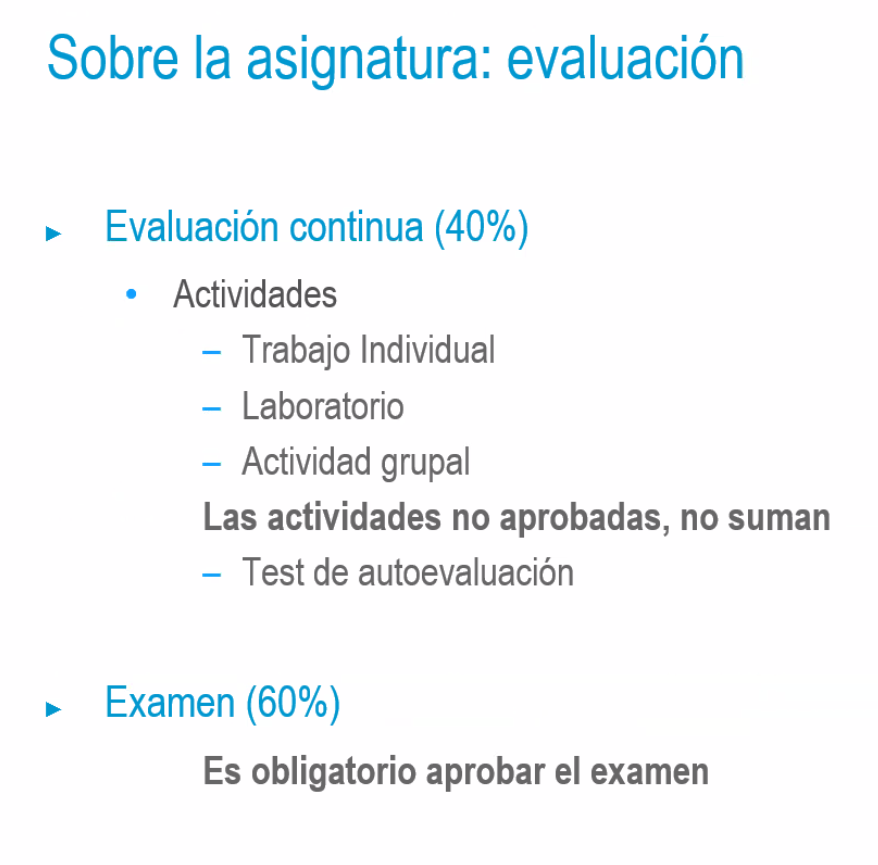 Sobre la asignatura: evaluación
► Evaluación continua (40%)
• Actividades
– Trabajo Individual
– Laboratorio
– Actividad grupal
Las actividades no aprobadas, no suman
– Test de autoevaluación
► Examen (60%)
Es obligatorio aprobar el examen